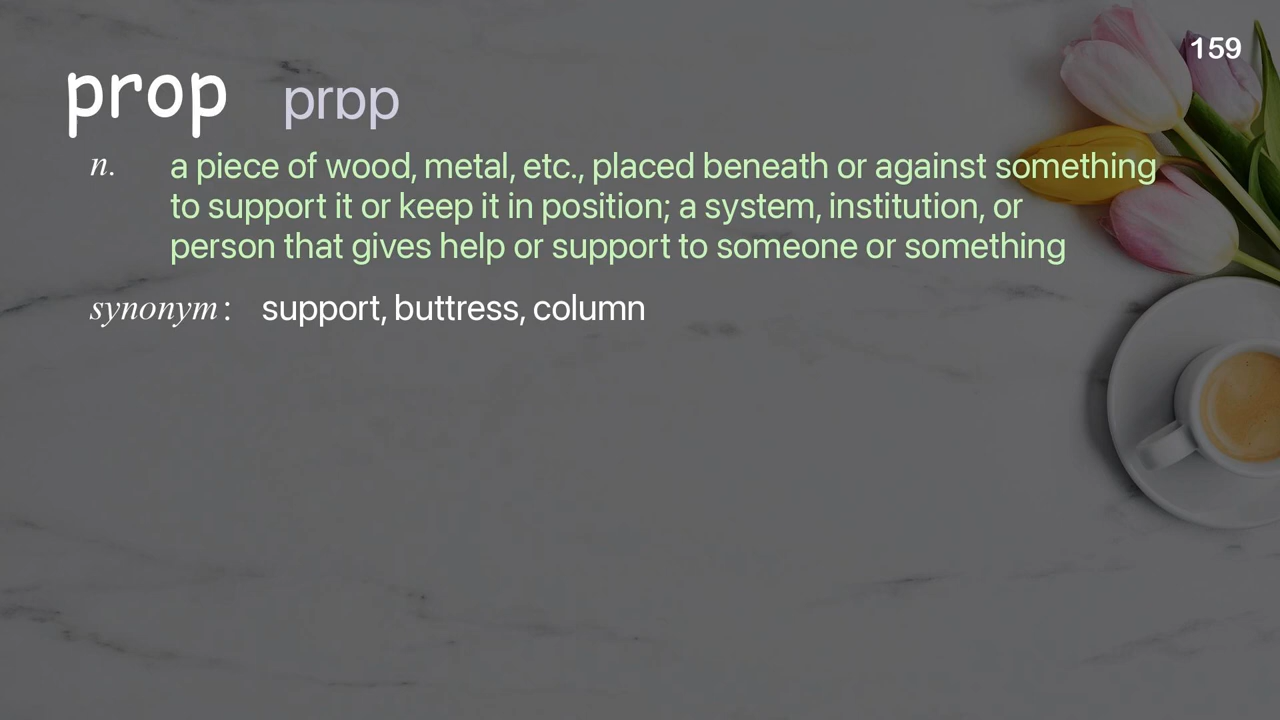 159
prop prɒp
n. a piece of wood, metal, etc., placed beneath or against something
to support it or keep it in position; a system, institution, or
person that gives help or support to someone or something
synonym: support, buttress, column